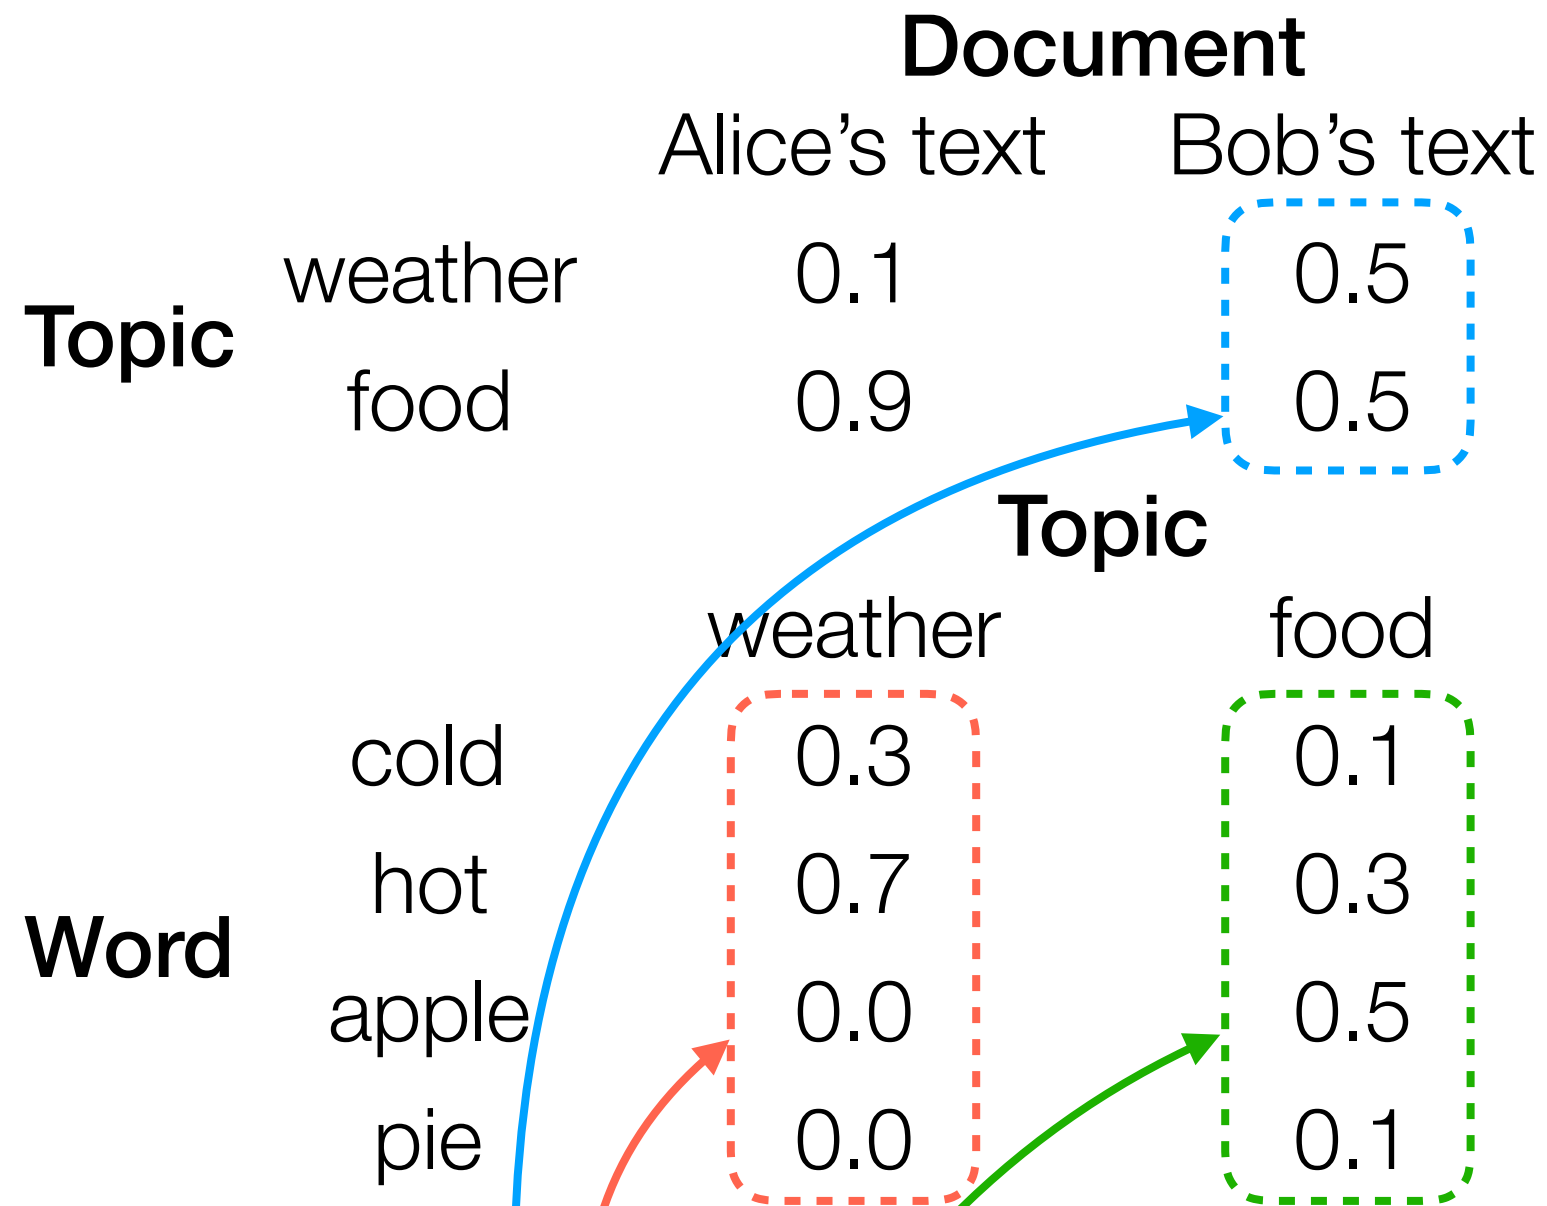 Document
Alice’s text Bob’s text
weather 0.1 0.5
Topic
food 0.9 0.5
Topic
weather food
cold 0.3 0.1
hot 0.7 0.3
Word
apple 0.0 0.5
pie 0.0 0.1